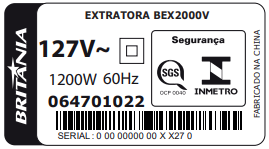 EXTRATORA BEX2000V
BRITÂNIA
127V~
1200W 60Hz
064701022
Segurança
SGS
OCP 0040
INMETRO
FABRICADO NA CHINA
SERIAL: 0 00 00000 00 X X27 0